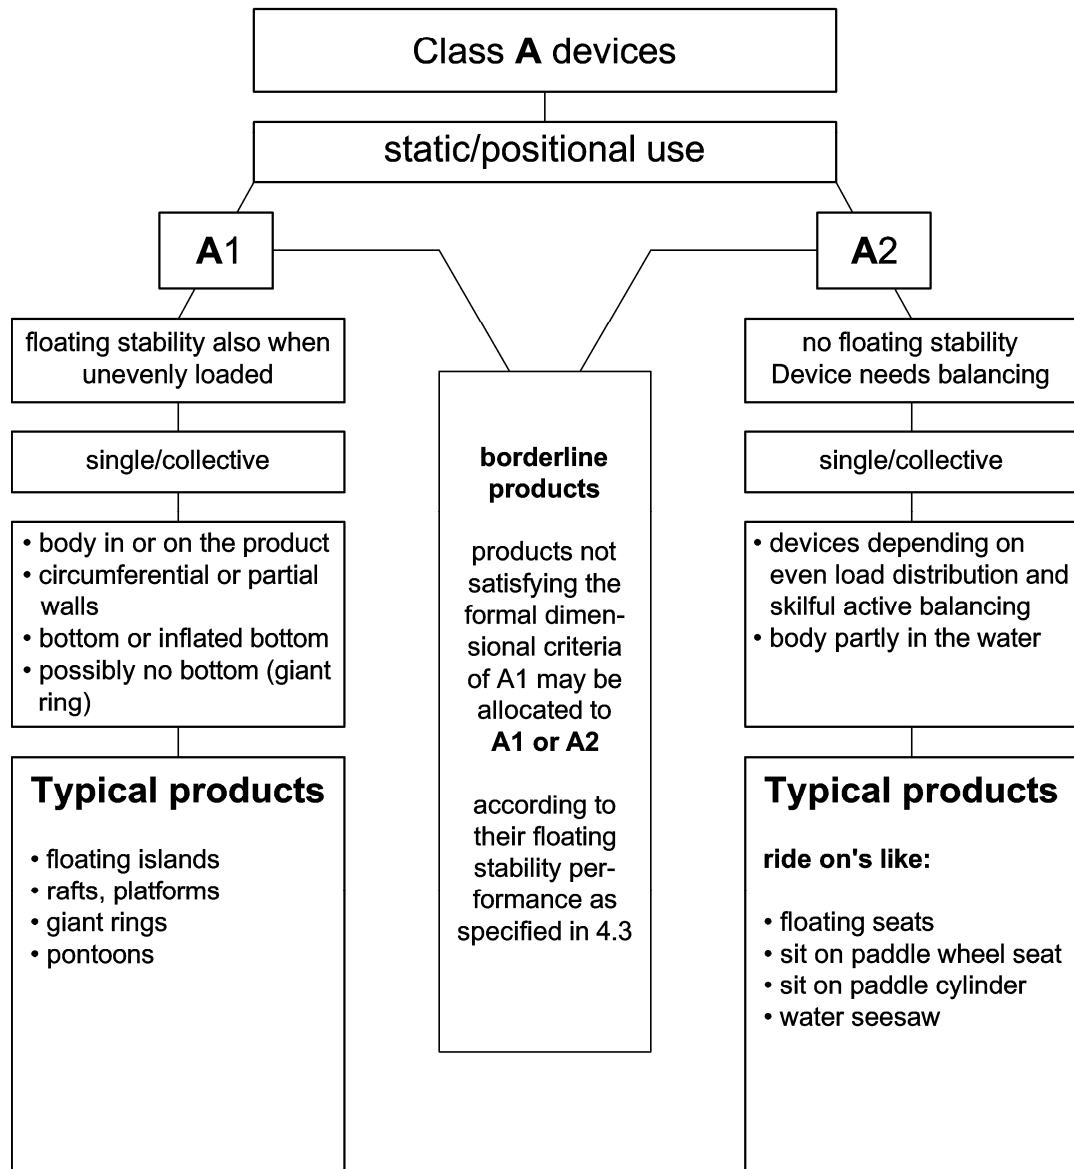 Class A devices
static/positional use
A1
A2
floating stability also when
unevenly loaded
single/collective
• body in or on the product
• circumferential or partial
walls
• bottom or inflated bottom
• possibly no bottom (giant
ring)
Typical products
• floating islands
• rafts, platforms
• giant rings
• pontoons
borderline
products
products not
satisfying the
formal dimen-
sional criteria
of A1 may be
allocated to
A1 or A2
according to
their floating
stability per-
formance as
specified in 4.3
no floating stability
Device needs balancing
single/collective
• devices depending on
even load distribution and
skilful active balancing
• body partly in the water
Typical products
ride on's like:
• floating seats
• sit on paddle wheel seat
• sit on paddle cylinder
• water seesaw